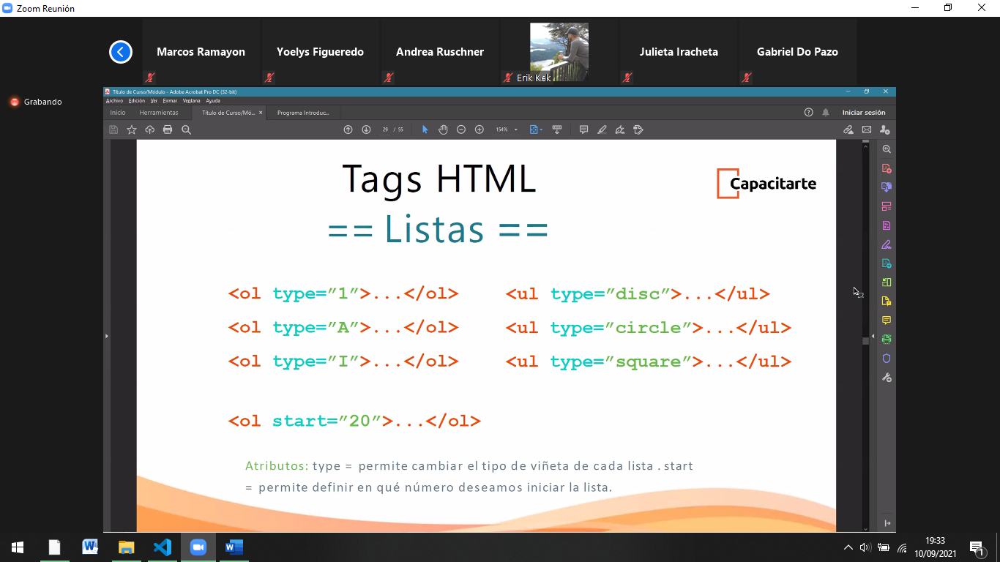 Zoom Reunión
Marcos Ramayon
Yoelys Figueredo
Andrea Ruschner
Erik Kek
Julieta Iracheta
Gabriel Do Pazo
Grabando
Título de Curso/Módulo - Adobe Acrobat Pro DC (32-bit)
Archivo Edición Ver Firmar Ventana Ayuda
Inicio Herramientas Título de Curso/Mó... × Programa Introduc... Iniciar sesión
29 / 55 154%
Tags HTML
Capacitarte
== Listas ==
<ol type=”1”>...</ol> <ul type=”disc”>...</ul>
<ol type=”A”>...</ol> <ul type=”circle”>...</ul>
<ol type=”I”>...</ol> <ul type=”square”>...</ul>
<ol start=”20”>...</ol>
Atributos: type = permite cambiar el tipo de viñeta de cada lista . start
= permite definir en qué número deseamos iniciar la lista.
19:33
10/09/2021
1